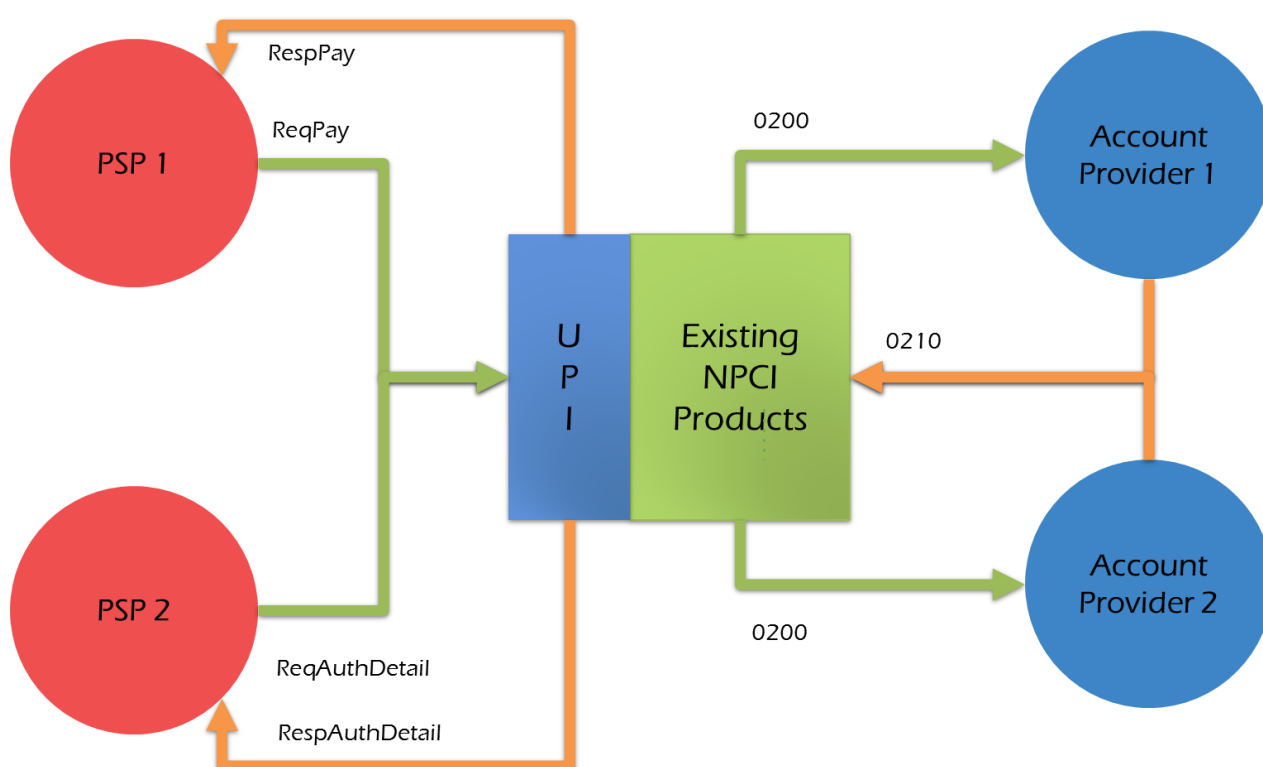 RespPay
ReqPay
PSP 1
0200
Account
Provider 1
U
P
I
Existing
NPCI
Products
0210
PSP 2
ReqAuthDetail
RespAuthDetail
0200
Account
Provider 2